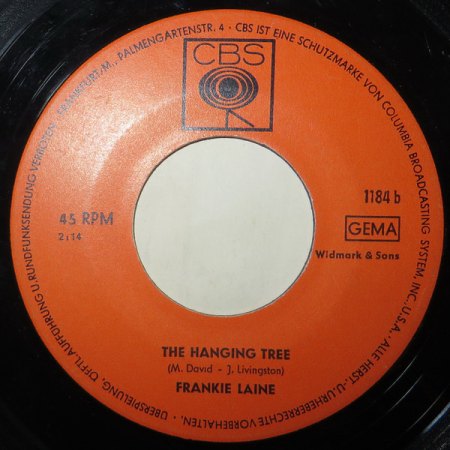 FRANKFURT/M., PALMENGARTENSTR. 4 - CBS IST EINE SCHUTZMARKE VON COLUMBIA BROADCASTING SYSTEM, INC. U.S.A. - ALLE HERST.-U. URHEBERRECHTE VORBEHALTEN. ÜBERSPIELUNG, ÖFFTL. AUFFÜHRUNG U. RUNDFUNKSENDUNG VERBOTEN.
CBS
45 RPM
2:14
1184 b
GEMA
Widmark & Sons
THE HANGING TREE
(M. David - J. Livingston)
FRANKIE LAINE